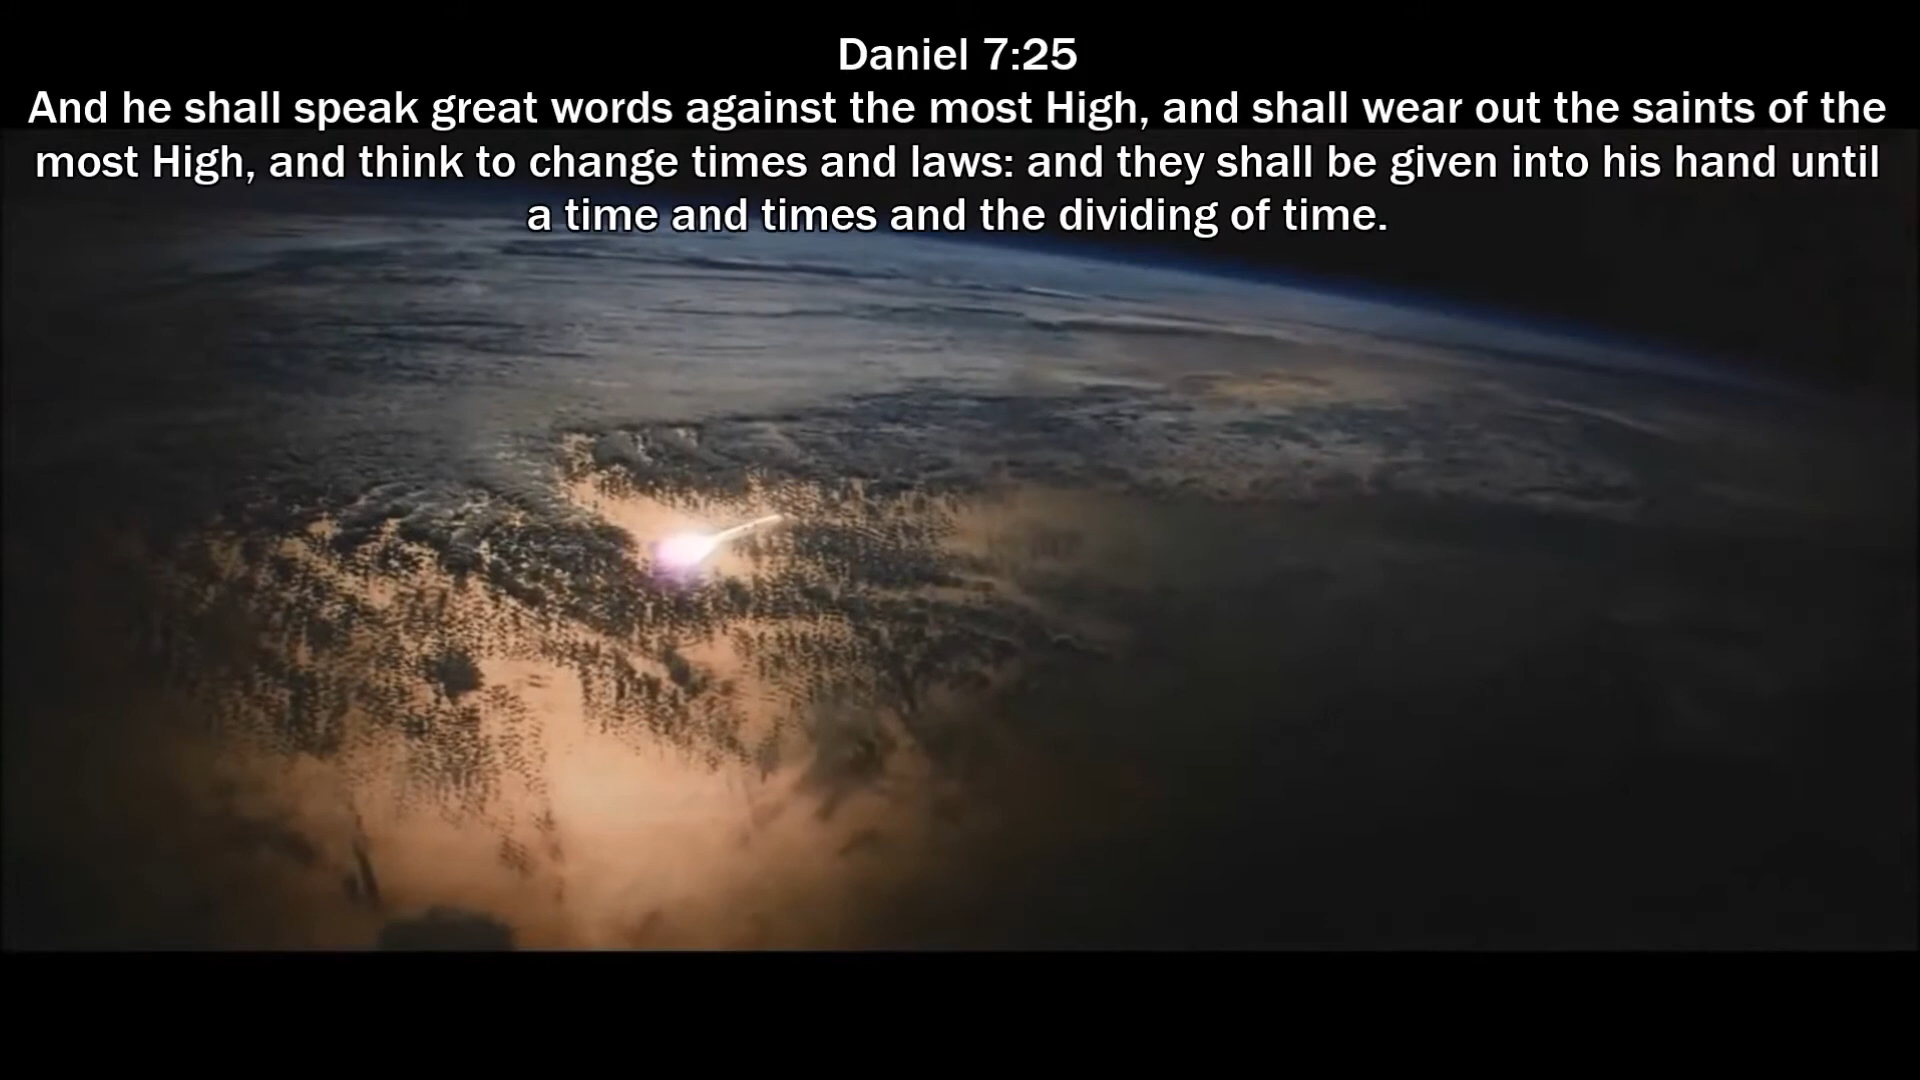 Daniel 7:25
And he shall speak great words against the most High, and shall wear out the saints of the
most High, and think to change times and laws: and they shall be given into his hand until
a time and times and the dividing of time.